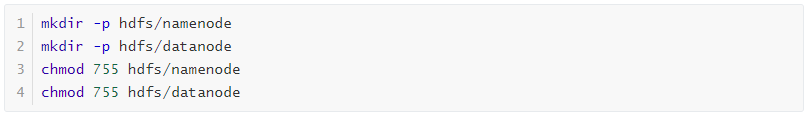 1 mkdir -p hdfs/namenode
2 mkdir -p hdfs/datanode
3 chmod 755 hdfs/namenode
4 chmod 755 hdfs/datanode